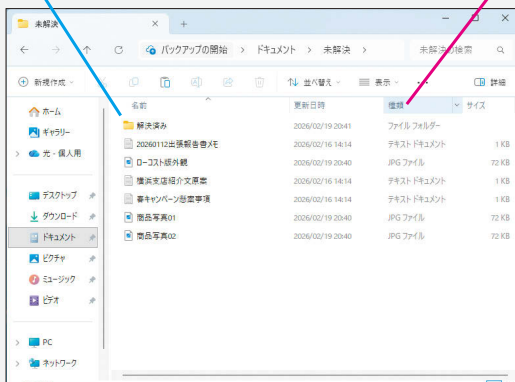 未解決
バックアップの開始 > ドキュメント > 未解決 >
未解決の検索
新規作成
並べ替え
表示
詳細
名前
更新日時
種類
サイズ
ホーム
ギャラリー
光 - 個人用
デスクトップ
ダウンロード
ドキュメント
ピクチャ
ミュージック
ビデオ
PC
ネットワーク
解決済み 2026/02/19 20:41 ファイル フォルダー
20260112出張報告書メモ 2026/02/16 14:14 テキスト ドキュメント 1 KB
ローコスト版外観 2026/02/19 20:40 JPG ファイル 72 KB
横浜支店紹介文原案 2026/02/16 14:14 テキスト ドキュメント 1 KB
春キャンペーン懸案事項 2026/02/16 14:14 テキスト ドキュメント 1 KB
商品写真01 2026/02/19 20:40 JPG ファイル 72 KB
商品写真02 2026/02/19 20:40 JPG ファイル 72 KB